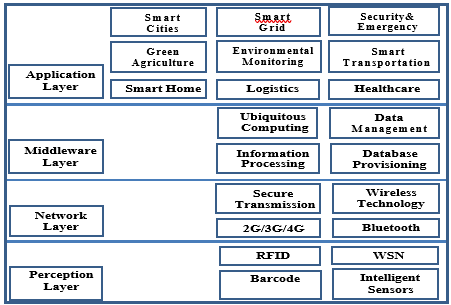 Smart
Cities
Smart
Grid
Security&
Emergency
Green
Agriculture
Environmental
Monitoring
Smart
Transportation
Application
Layer
Smart Home
Logistics
Healthcare
Ubiquitous
Computing
Data
Management
Middleware
Layer
Information
Processing
Database
Provisioning
Secure
Transmission
Wireless
Technology
Network
Layer
2G/3G/4G
Bluetooth
RFID
WSN
Perception
Layer
Barcode
Intelligent
Sensors